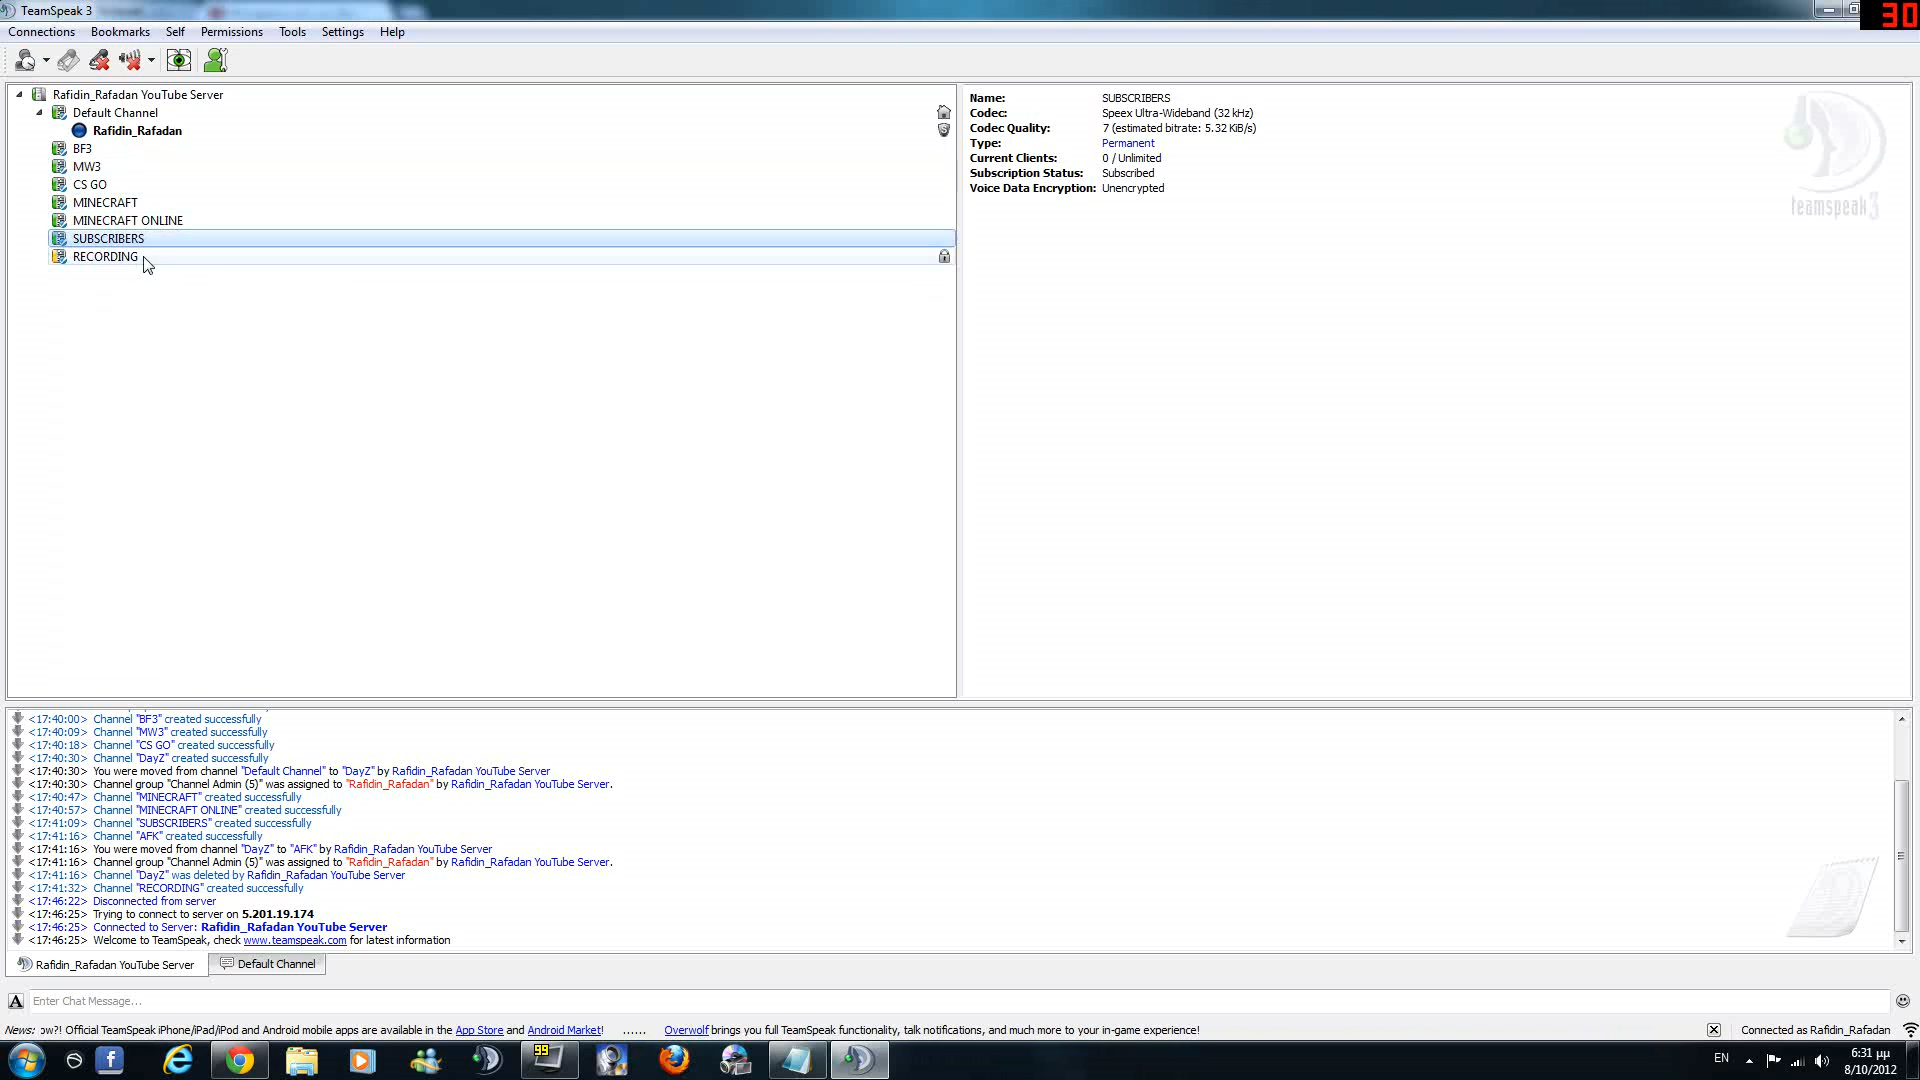 TeamSpeak 3
30
Connections Bookmarks Self Permissions Tools Settings Help
Rafidin_Rafadan YouTube Server
Default Channel
Rafidin_Rafadan
BF3
MW3
CS GO
MINECRAFT
MINECRAFT ONLINE
SUBSCRIBERS
RECORDING
Name: SUBSCRIBERS
Codec: Speex Ultra-Wideband (32 kHz)
Codec Quality: 7 (estimated bitrate: 5.32 KiB/s)
Type: Permanent
Current Clients: 0 / Unlimited
Subscription Status: Subscribed
Voice Data Encryption: Unencrypted
teamspeak3
<17:40:00> Channel "BF3" created successfully
<17:40:09> Channel "MW3" created successfully
<17:40:18> Channel "CS GO" created successfully
<17:40:30> Channel "DayZ" created successfully
<17:40:30> You were moved from channel "Default Channel" to "DayZ" by Rafidin_Rafadan YouTube Server
<17:40:30> Channel group "Channel Admin (5)" was assigned to "Rafidin_Rafadan" by Rafidin_Rafadan YouTube Server.
<17:40:47> Channel "MINECRAFT" created successfully
<17:40:57> Channel "MINECRAFT ONLINE" created successfully
<17:41:09> Channel "SUBSCRIBERS" created successfully
<17:41:16> Channel "AFK" created successfully
<17:41:16> You were moved from channel "DayZ" to "AFK" by Rafidin_Rafadan YouTube Server
<17:41:16> Channel group "Channel Admin (5)" was assigned to "Rafidin_Rafadan" by Rafidin_Rafadan YouTube Server.
<17:41:16> Channel "DayZ" was deleted by Rafidin_Rafadan YouTube Server
<17:41:32> Channel "RECORDING" created successfully
<17:46:22> Disconnected from server
<17:46:25> Trying to connect to server on 5.201.19.174
<17:46:25> Connected to Server: Rafidin_Rafadan YouTube Server
<17:46:25> Welcome to TeamSpeak, check www.teamspeak.com for latest information
Rafidin_Rafadan YouTube Server Default Channel
A Enter Chat Message...
News: ow?! Official TeamSpeak iPhone/iPad/iPod and Android mobile apps are available in the App Store and Android Market! ...... Overwolf brings you full TeamSpeak functionality, talk notifications, and much more to your in-game experience! Connected as Rafidin_Rafadan
99
EN
6:31 μμ
8/10/2012